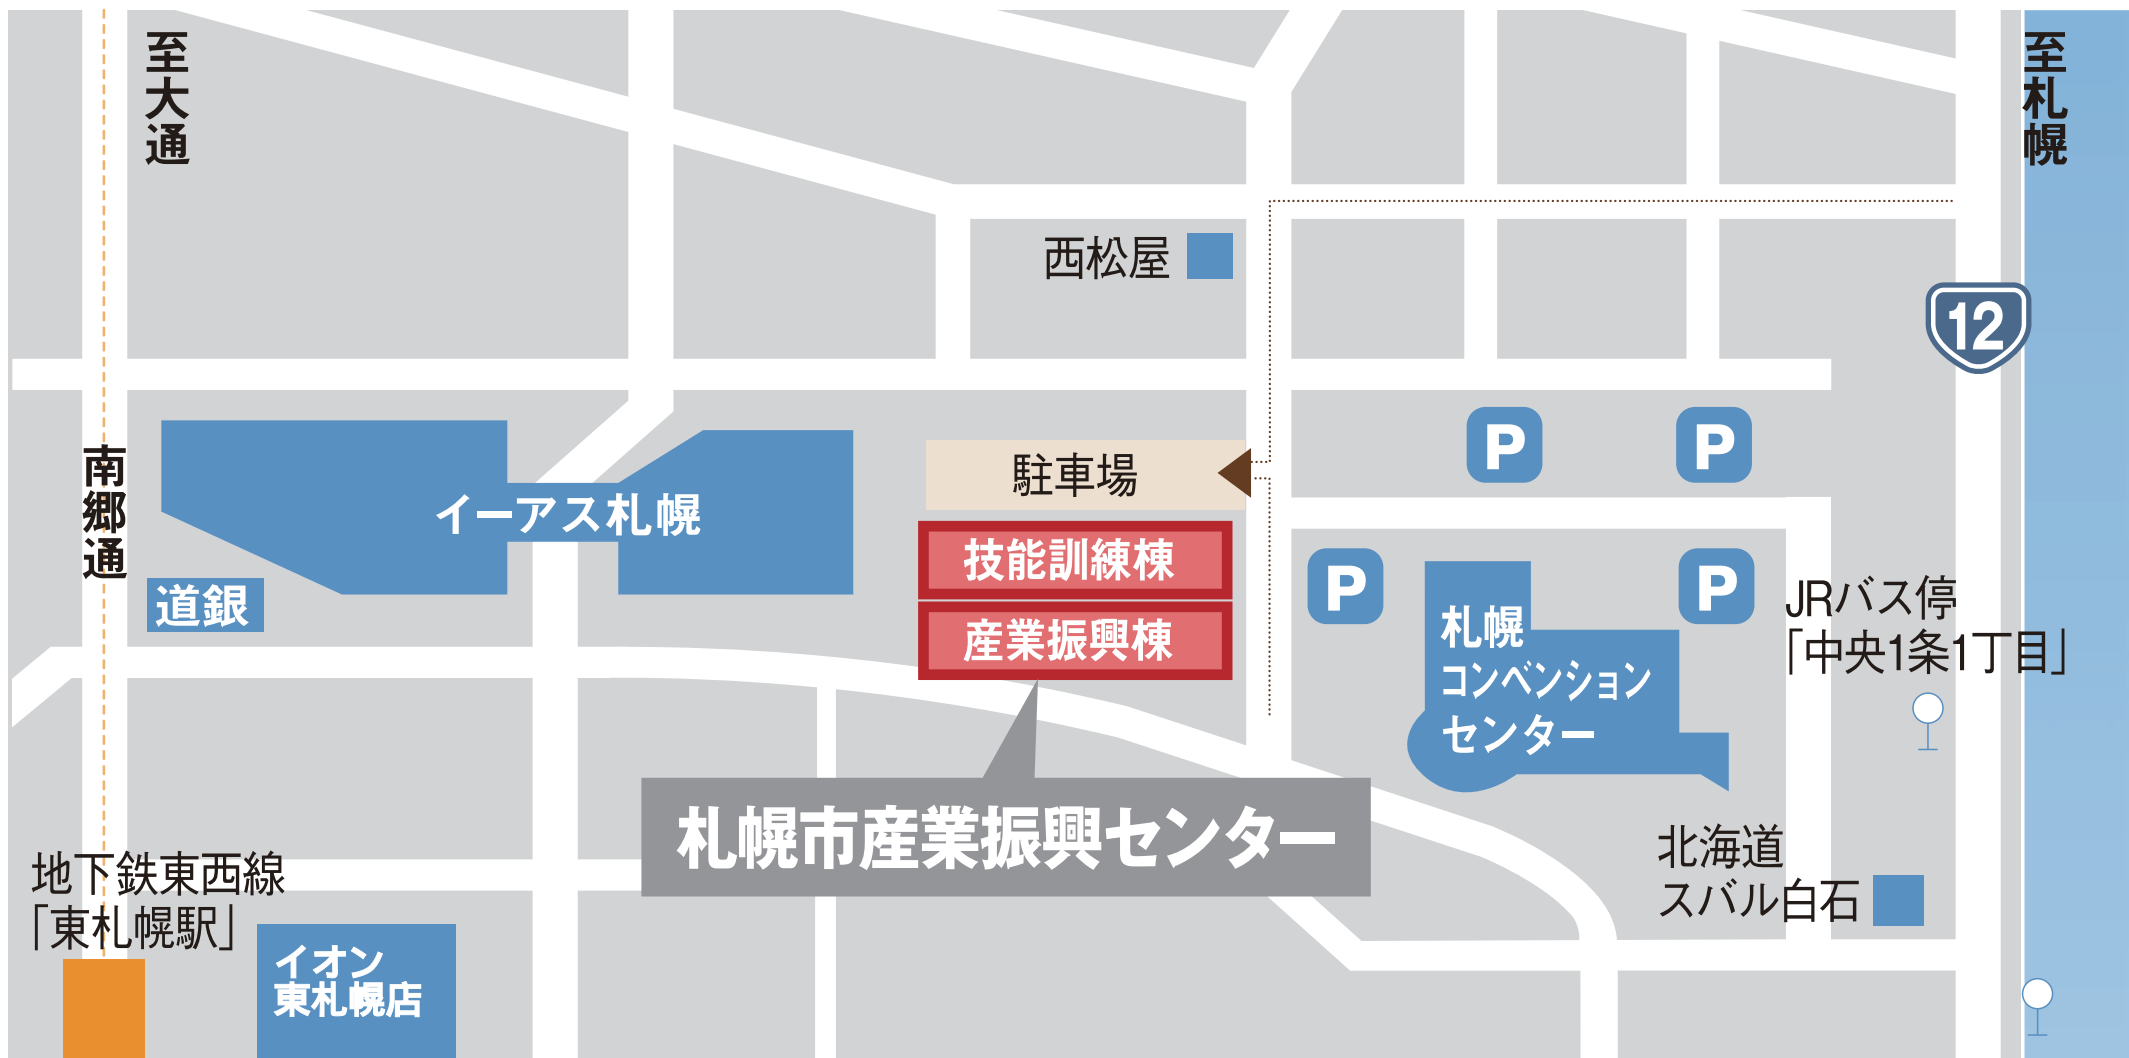 至大通
至札幌
西松屋
12
P
P
駐車場
南郷通
イーアス札幌
技能訓練棟
P
P
道銀
JRバス停
「中央1条1丁目」
産業振興棟
札幌
コンベンション
センター
札幌市産業振興センター
地下鉄東西線
「東札幌駅」
北海道
スバル白石
イオン
東札幌店